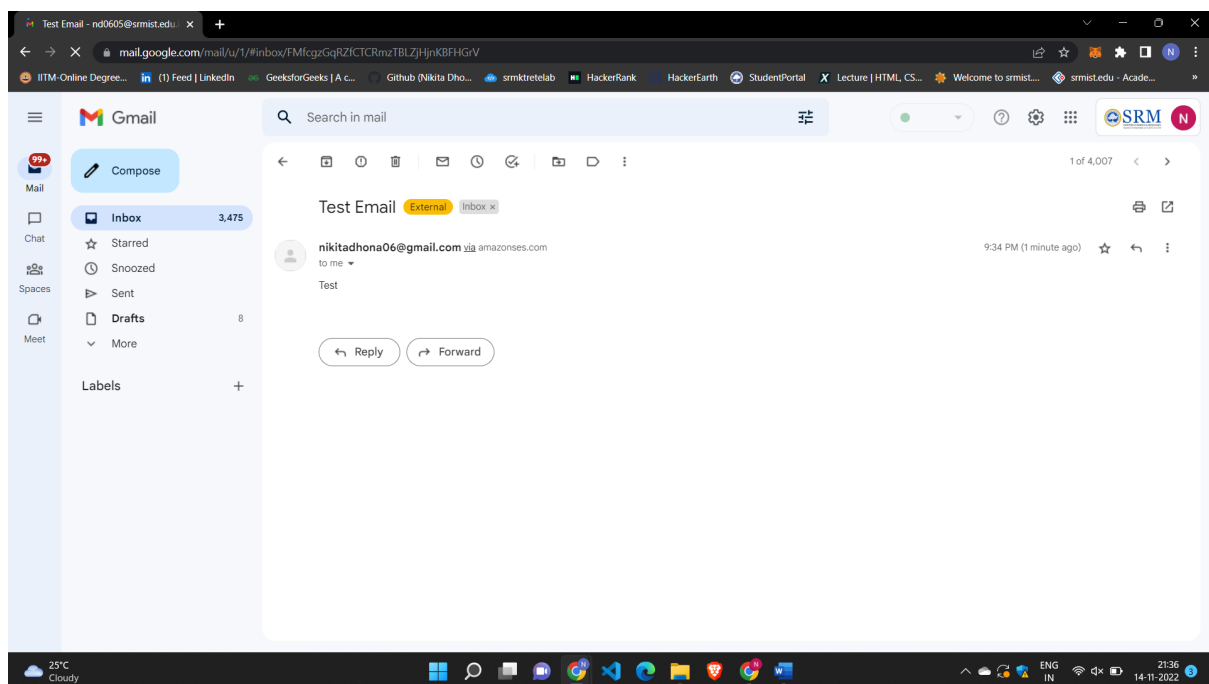 Test Email - nd0605@srmist.edu.
mail.google.com/mail/u/1/#inbox/FMfcgzGqRZfCTCRmzTBLZjHjnKBFHGrV
N
IITM-Online Degree... in (1) Feed | LinkedIn GeeksforGeeks | A c... Github (Nikita Dho... srmktretelab HackerRank HackerEarth StudentPortal X Lecture | HTML, CS... Welcome to srmist.... srmist.edu - Acade... »
Gmail
Search in mail
SRM
N
99+
Mail
Chat
Spaces
Meet
Compose
Inbox 3,475
Starred
Snoozed
Sent
Drafts 8
More
Labels +
1 of 4,007
Test Email External Inbox x
nikitadhona06@gmail.com via amazonses.com 9:34 PM (1 minute ago)
to me
Test
Reply Forward
25°C
Cloudy
ENG
IN
21:36
14-11-2022
3